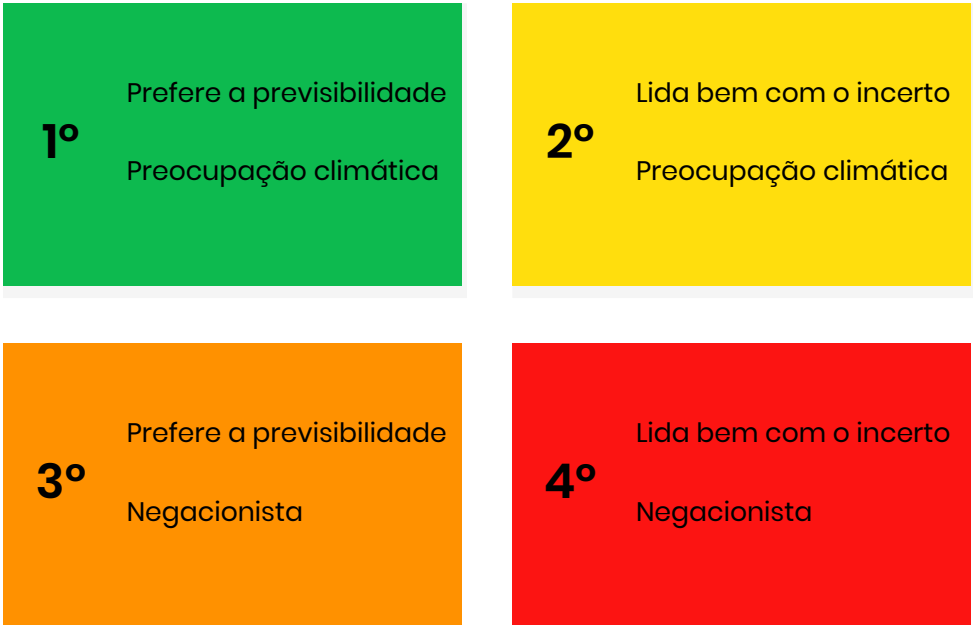 1º
Prefere a previsibilidade
Preocupação climática
2º
Lida bem com o incerto
Preocupação climática
3º
Prefere a previsibilidade
Negacionista
4º
Lida bem com o incerto
Negacionista